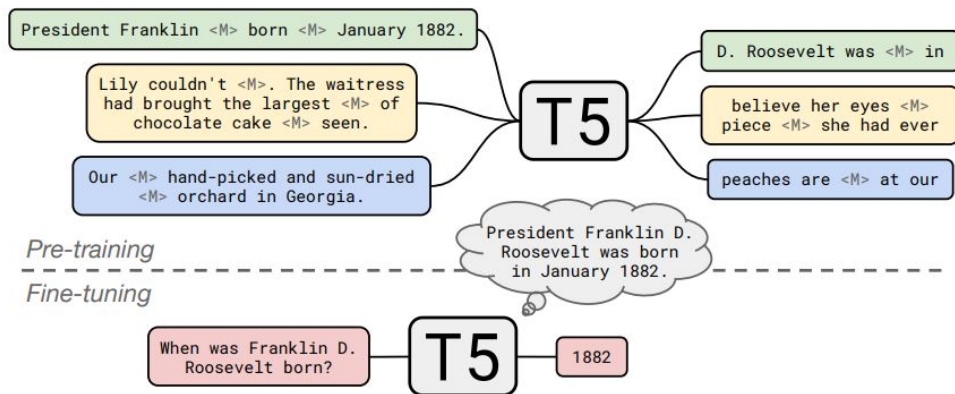 President Franklin <M> born <M> January 1882.
Lily couldn't <M>. The waitress
had brought the largest <M> of
chocolate cake <M> seen.
Our <M> hand-picked and sun-dried
<M> orchard in Georgia.
T5
D. Roosevelt was <M> in
believe her eyes <M>
piece <M> she had ever
peaches are <M> at our
Pre-training
President Franklin D.
Roosevelt was born
in January 1882.
Fine-tuning
When was Franklin D.
Roosevelt born?
T5
1882